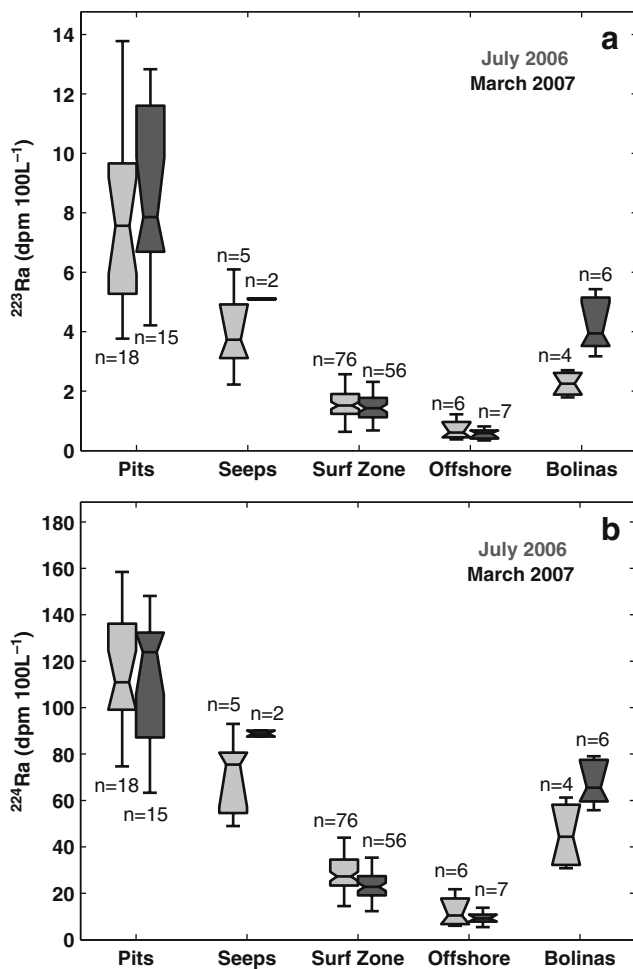 a
July 2006
March 2007
14
12
10
8
6
4
2
0
²²³Ra (dpm 100L⁻¹)
n=18
n=15
n=5
n=2
n=76
n=56
n=6
n=7
n=4
n=6
Pits Seeps Surf Zone Offshore Bolinas
b
July 2006
March 2007
180
160
140
120
100
80
60
40
20
0
²²⁴Ra (dpm 100L⁻¹)
n=18
n=15
n=5
n=2
n=76
n=56
n=6
n=7
n=4
n=6
Pits Seeps Surf Zone Offshore Bolinas